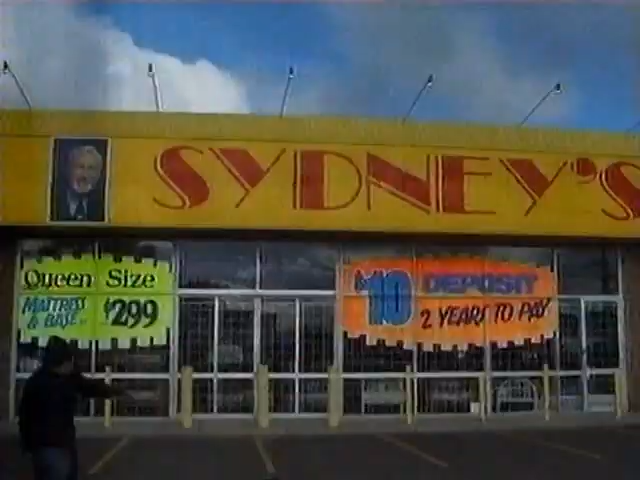 SYDNEY'S
Queen Size
MATTRESS
& BASE
$299
$10 DEPOSIT
2 YEARS TO PAY